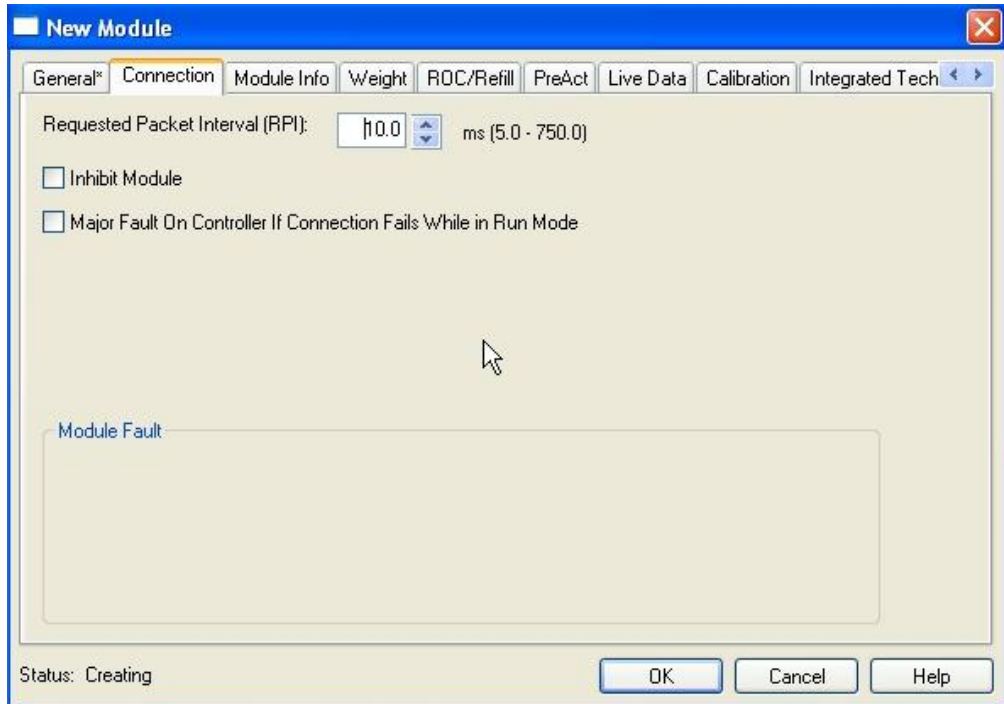 New Module
General* Connection Module Info Weight ROC/Refill PreAct Live Data Calibration Integrated Tech
Requested Packet Interval (RPI): 10.0 ms (5.0 - 750.0)
Inhibit Module
Major Fault On Controller If Connection Fails While in Run Mode
Module Fault
Status: Creating OK Cancel Help